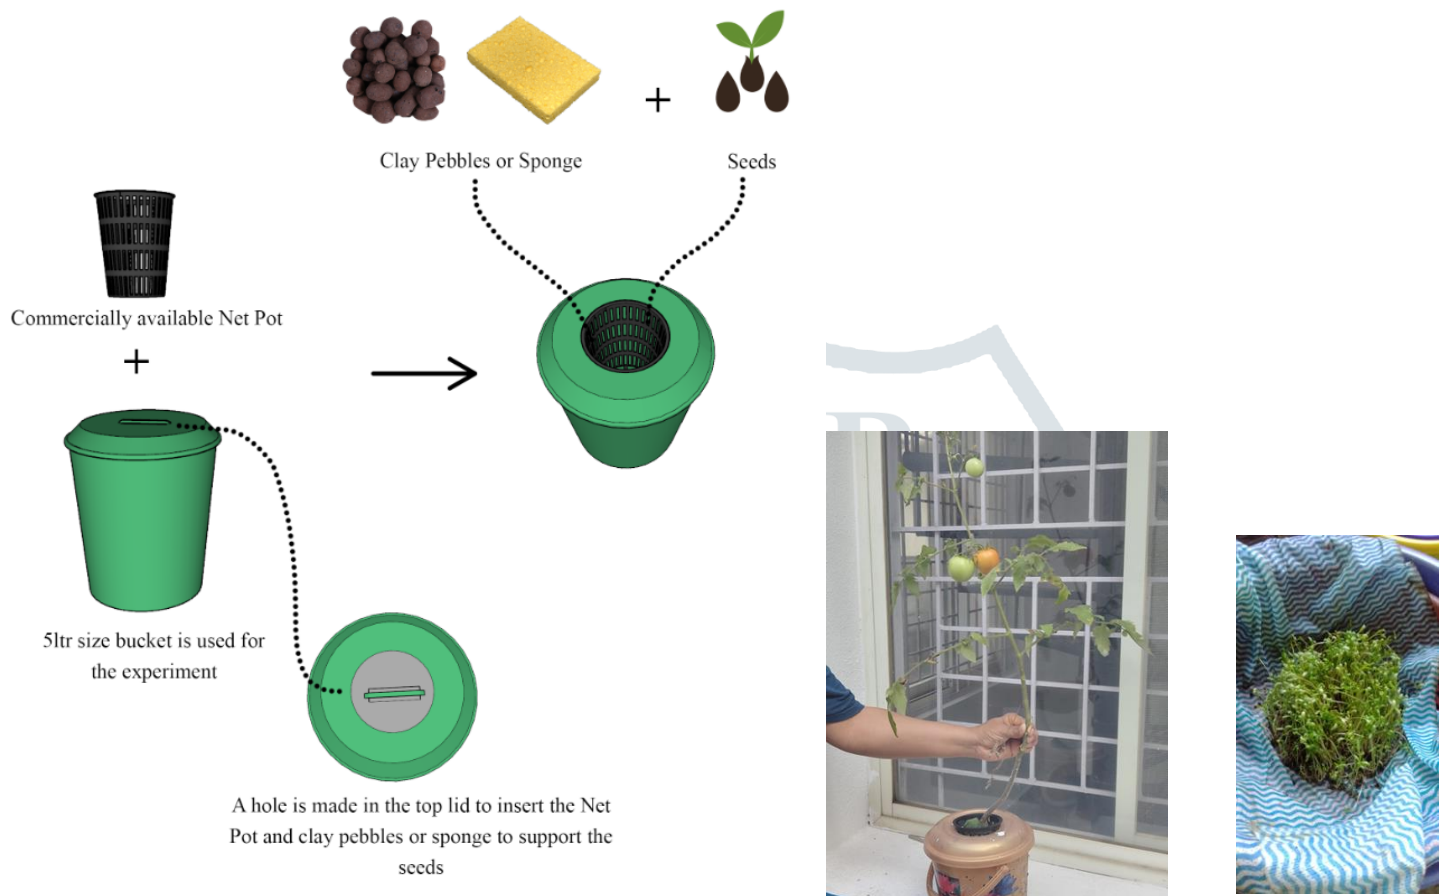 Clay Pebbles or Sponge
+
Seeds
Commercially available Net Pot
+
5ltr size bucket is used for
the experiment
A hole is made in the top lid to insert the Net
Pot and clay pebbles or sponge to support the
seeds